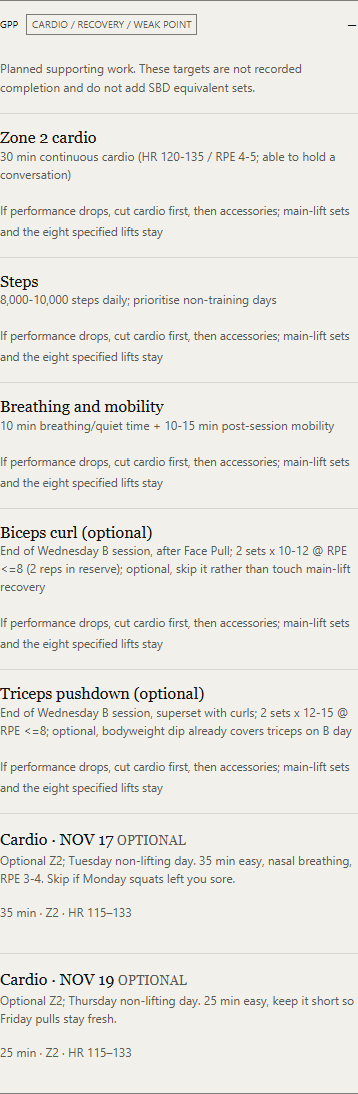 GPP CARDIO / RECOVERY / WEAK POINT –
Planned supporting work. These targets are not recorded
completion and do not add SBD equivalent sets.
Zone 2 cardio
30 min continuous cardio (HR 120-135 / RPE 4-5; able to hold a
conversation)
If performance drops, cut cardio first, then accessories; main-lift sets
and the eight specified lifts stay
Steps
8,000-10,000 steps daily; prioritise non-training days
If performance drops, cut cardio first, then accessories; main-lift sets
and the eight specified lifts stay
Breathing and mobility
10 min breathing/quiet time + 10-15 min post-session mobility
If performance drops, cut cardio first, then accessories; main-lift sets
and the eight specified lifts stay
Biceps curl (optional)
End of Wednesday B session, after Face Pull; 2 sets x 10-12 @ RPE
<=8 (2 reps in reserve); optional, skip it rather than touch main-lift
recovery
If performance drops, cut cardio first, then accessories; main-lift sets
and the eight specified lifts stay
Triceps pushdown (optional)
End of Wednesday B session, superset with curls; 2 sets x 12-15 @
RPE <=8; optional, bodyweight dip already covers triceps on B day
If performance drops, cut cardio first, then accessories; main-lift sets
and the eight specified lifts stay
Cardio · NOV 17 OPTIONAL
Optional Z2; Tuesday non-lifting day. 35 min easy, nasal breathing,
RPE 3-4. Skip if Monday squats left you sore.
35 min · Z2 · HR 115–133
Cardio · NOV 19 OPTIONAL
Optional Z2; Thursday non-lifting day. 25 min easy, keep it short so
Friday pulls stay fresh.
25 min · Z2 · HR 115–133